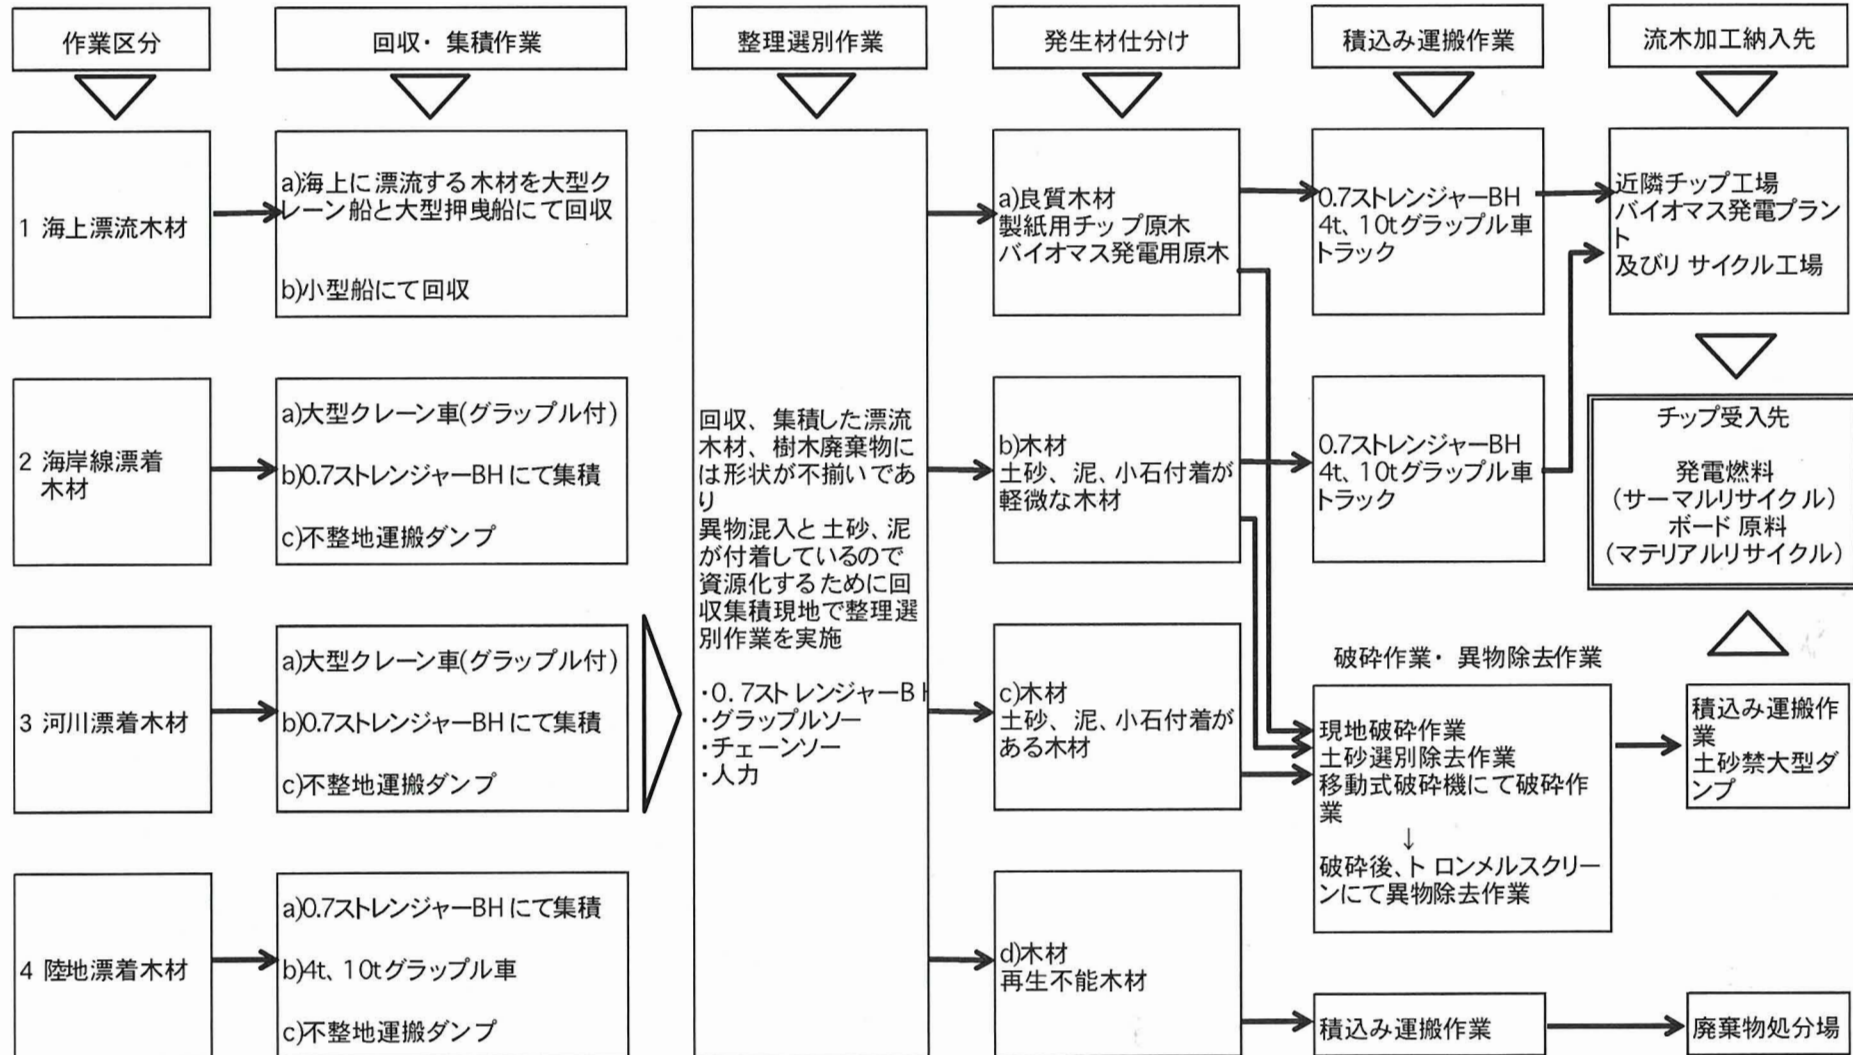 作業区分
回収・集積作業
整理選別作業
発生材仕分け
積込み運搬作業
流木加工納入先
1 海上漂流木材
a)海上に漂流する木材を大型ク
レーン船と大型押曳船にて回収
b)小型船にて回収
2 海岸線漂着
木材
a)大型クレーン車(グラップル付)
b)0.7ストレンジャーBHにて集積
c)不整地運搬ダンプ
3 河川漂着木材
a)大型クレーン車(グラップル付)
b)0.7ストレンジャーBHにて集積
c)不整地運搬ダンプ
4 陸地漂着木材
a)0.7ストレンジャーBHにて集積
b)4t、10tグラップル車
c)不整地運搬ダンプ
回収、集積した漂流
木材、樹木廃棄物に
は形状が不揃いであ
り
異物混入と土砂、泥
が付着しているので
資源化するために回
収集積現地で整理選
別作業を実施
・0.7ストレンジャーBH
・グラップルソー
・チェーンソー
・人力
a)良質木材
製紙用チップ原木
バイオマス発電用原木
b)木材
土砂、泥、小石付着が
軽微な木材
c)木材
土砂、泥、小石付着が
ある木材
d)木材
再生不能木材
0.7ストレンジャーBH
4t、10tグラップル車
トラック
0.7ストレンジャーBH
4t、10tグラップル車
トラック
破砕作業・異物除去作業
現地破砕作業
土砂選別除去作業
移動式破砕機にて破砕作
業
↓
破砕後、トロンメルスクリー
ンにて異物除去作業
積込み運搬作業
近隣チップ工場
バイオマス発電プラン
ト
及びリサイクル工場
チップ受入先
発電燃料
(サーマルリサイクル)
ボード原料
(マテリアルリサイクル)
積込み運搬作
業
土砂禁大型ダ
ンプ
廃棄物処分場